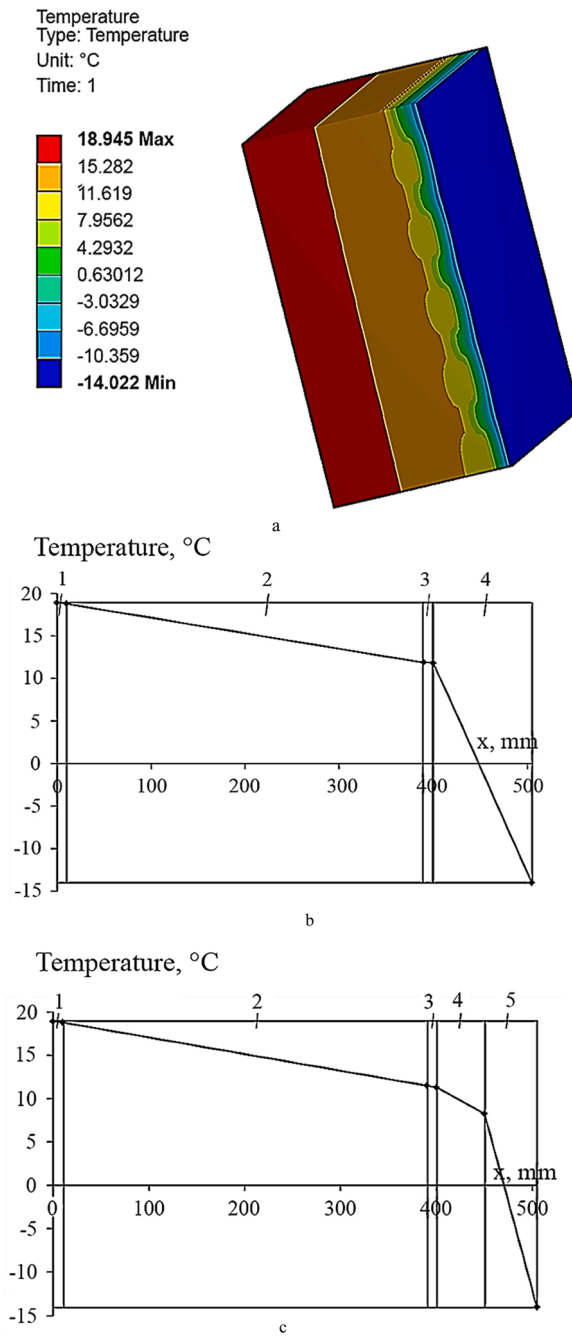 Temperature
Type: Temperature
Unit: °C
Time: 1
18.945 Max
15.282
11.619
7.9562
4.2932
0.63012
-3.0329
-6.6959
-10.359
-14.022 Min
a
Temperature, °C
1 2 3 4
20
15
10
5
0
-5
-10
-15
x, mm
0 100 200 300 400 500
b
Temperature, °C
1 2 3 4 5
20
15
10
5
0
-5
-10
-15
x, mm
0 100 200 300 400 500
c